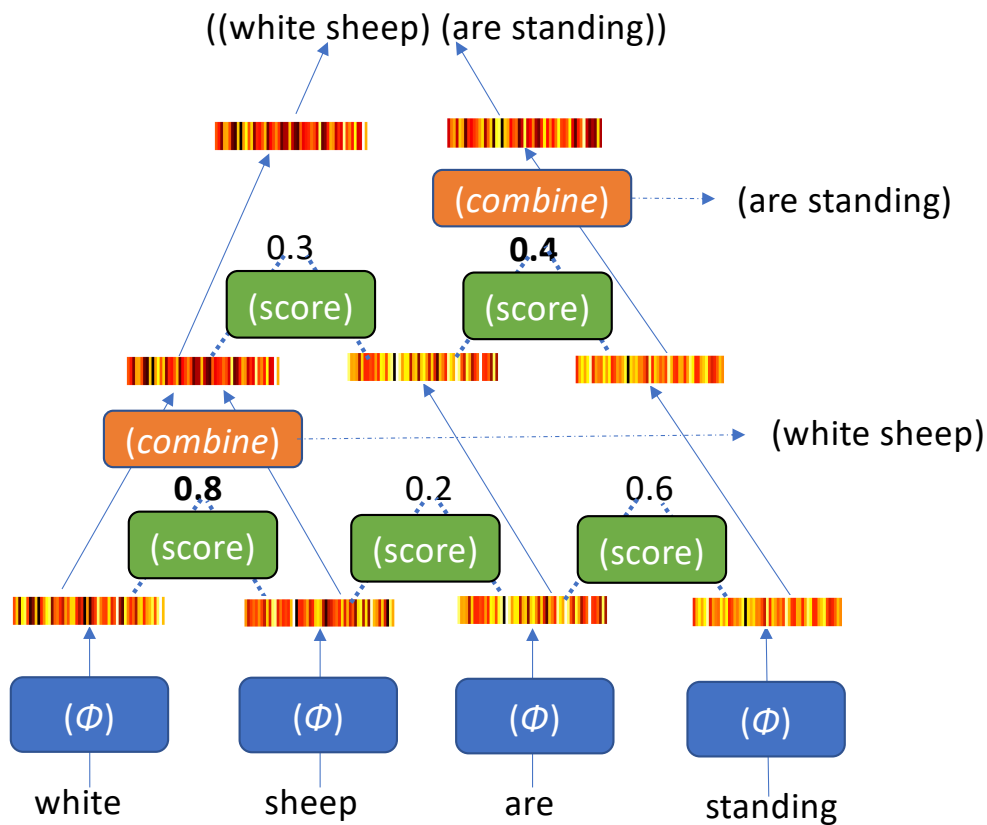 ((white sheep) (are standing))
(combine)
(are standing)
0.3
0.4
(score)
(score)
(combine)
(white sheep)
0.8
0.2
0.6
(score)
(score)
(score)
(Φ)
(Φ)
(Φ)
(Φ)
white
sheep
are
standing